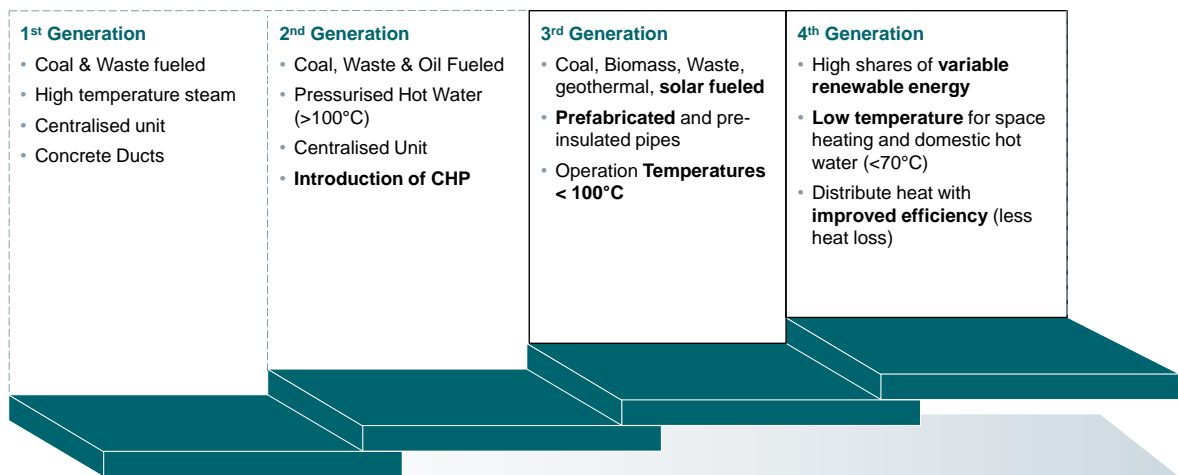 1st Generation
• Coal & Waste fueled
• High temperature steam
• Centralised unit
• Concrete Ducts
2nd Generation
• Coal, Waste & Oil Fueled
• Pressurised Hot Water
(>100°C)
• Centralised Unit
• Introduction of CHP
3rd Generation
• Coal, Biomass, Waste,
geothermal, solar fueled
• Prefabricated and pre-
insulated pipes
• Operation Temperatures
< 100°C
4th Generation
• High shares of variable
renewable energy
• Low temperature for space
heating and domestic hot
water (<70°C)
• Distribute heat with
improved efficiency (less
heat loss)